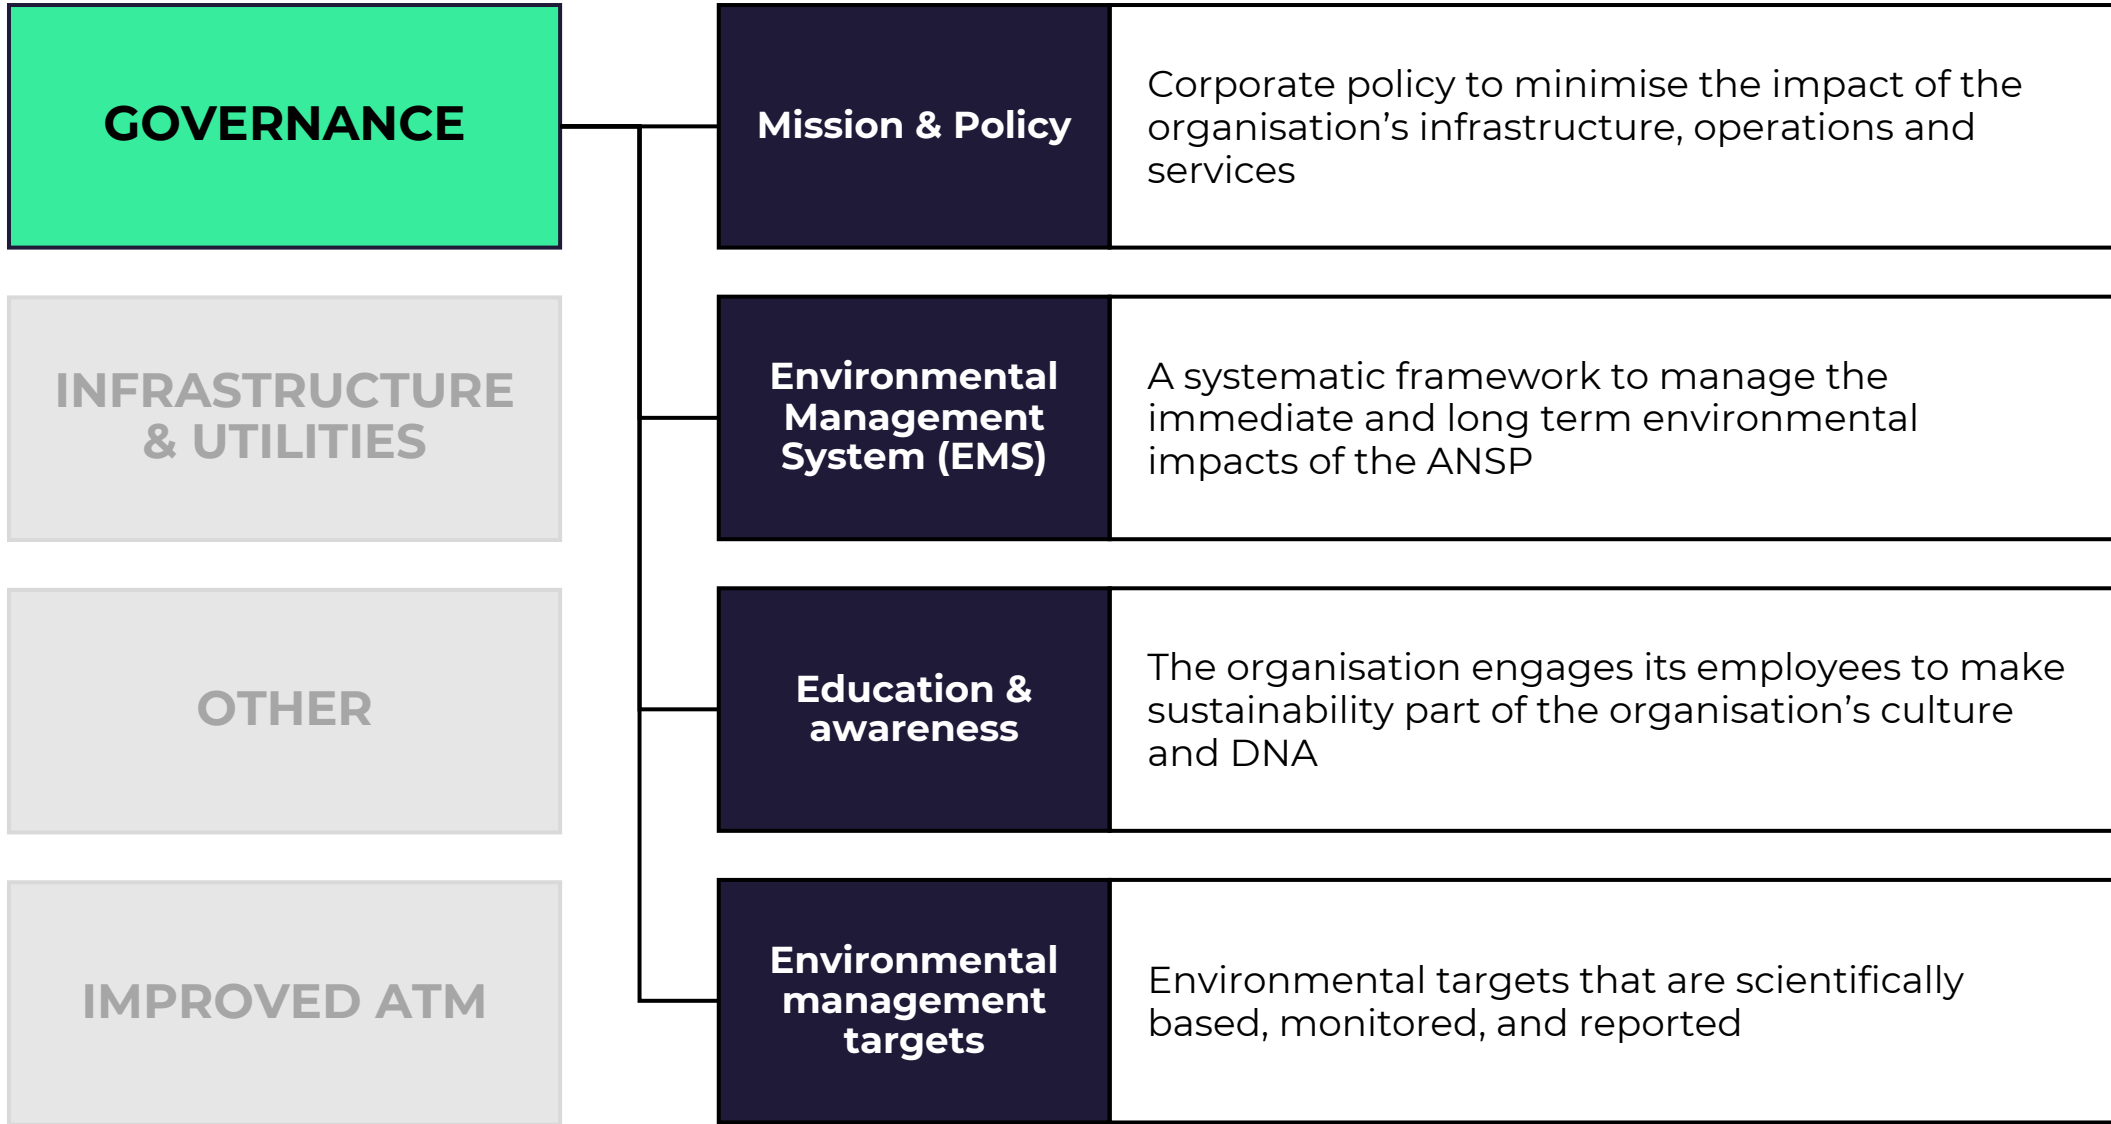 GOVERNANCE
Mission & Policy
Corporate policy to minimise the impact of the
organisation’s infrastructure, operations and
services
INFRASTRUCTURE
& UTILITIES
Environmental
Management
System (EMS)
A systematic framework to manage the
immediate and long term environmental
impacts of the ANSP
OTHER
Education &
awareness
The organisation engages its employees to make
sustainability part of the organisation’s culture
and DNA
IMPROVED ATM
Environmental
management
targets
Environmental targets that are scientifically
based, monitored, and reported